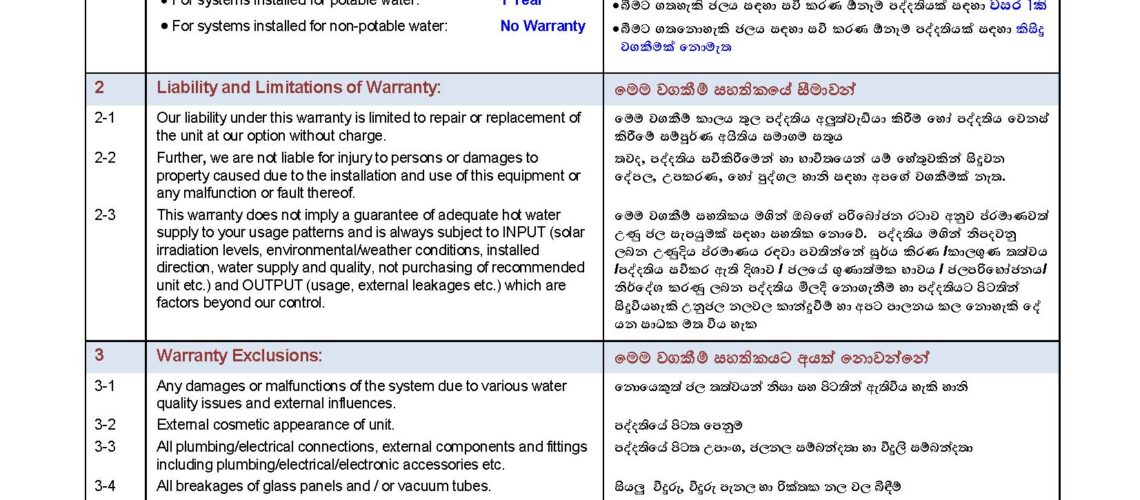 ● For systems installed for potable water: 1 Year
● බීමට ගතහැකි ජලය සඳහා සවි කරණ ඕනෑම පද්දතියක් සඳහා වසර 1කි
● For systems installed for non-potable water: No Warranty
● බීමට ගතනොහැකි ජලය සඳහා සවි කරණ ඕනෑම පද්දතියක් සඳහා කිසිදු
වගකීමක් නොමැත
2 Liability and Limitations of Warranty:
මෙම වගකීම් සහතිකයේ සීමාවන්
2-1 Our liability under this warranty is limited to repair or replacement of
the unit at our option without charge.
මෙම වගකීම් කාලය තුල පද්දතිය අලුත්වැඩියා කිරීම හෝ පද්දතිය වෙනස්
කිරීමේ සම්පුර්ණ අයිතිය සමාගම සතුය
2-2 Further, we are not liable for injury to persons or damages to
property caused due to the installation and use of this equipment or
any malfunction or fault thereof.
තවද, පද්දතිය සවිකිරීමෙන් හා භාවිතයෙන් යම් හේතුවකින් සිදුවන
දේපල, උපකරණ, හෝ පුද්ගල හානි සඳහා අපගේ වගකීමක් නැත.
2-3 This warranty does not imply a guarantee of adequate hot water
supply to your usage patterns and is always subject to INPUT (solar
irradiation levels, environmental/weather conditions, installed
direction, water supply and quality, not purchasing of recommended
unit etc.) and OUTPUT (usage, external leakages etc.) which are
factors beyond our control.
මෙම වගකීම් සහතිකය මගින් ඔබගේ පරිබෝජන රටාව අනුව ප්රමාණවත්
උණු ජල සැපයුමක් සඳහා සහතික නොවේ. පද්දතිය මගින් නිපදවනු
ලබන උණුදිය ප්රමාණය රඳවා පවතින්නේ සූර්ය කිරණ /කාලගුණ තත්වය
/පද්දතිය සවිකර ඇති දිශාව / ජලයේ ගුණාත්මක භාවය / ජලපරිභෝජනය/
නිර්දේශ කරණු ලබන පද්දතිය මිලදී නොගැනීම හා පද්දතියට පිටතින්
සිදුවියහැකි උනුජල නලවල කාන්දුවීම් හා අපට පාලනය කල නොහැකි දේ
යන සාධක මත විය හැක
3 Warranty Exclusions:
මෙම වගකීම් සහතිකයට අයත් නොවන්නේ
3-1 Any damages or malfunctions of the system due to various water
quality issues and external influences.
නොයෙකුත් ජල තත්වයන් නිසා සහ පිටතින් ඇතිවිය හැකි හානි
3-2 External cosmetic appearance of unit.
පද්දතියේ පිටත පෙනුම
3-3 All plumbing/electrical connections, external components and fittings
including plumbing/electrical/electronic accessories etc.
පද්දතියේ පිටත උපාංග, ජලනල සම්බන්දතා හා විදුලි සම්බන්දතා
3-4 All breakages of glass panels and / or vacuum tubes.
සියලු වීදුරු, වීදුරු පැනල හා රික්තක නල වල බිඳීම්